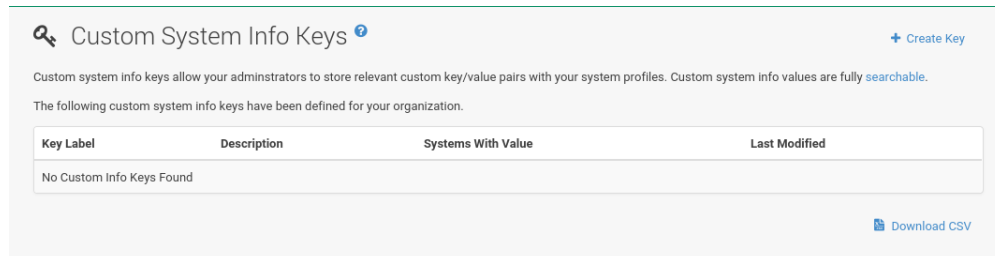 Custom System Info Keys ?
+ Create Key
Custom system info keys allow your adminstrators to store relevant custom key/value pairs with your system profiles. Custom system info values are fully searchable.
The following custom system info keys have been defined for your organization.
Key Label Description Systems With Value Last Modified
No Custom Info Keys Found
Download CSV